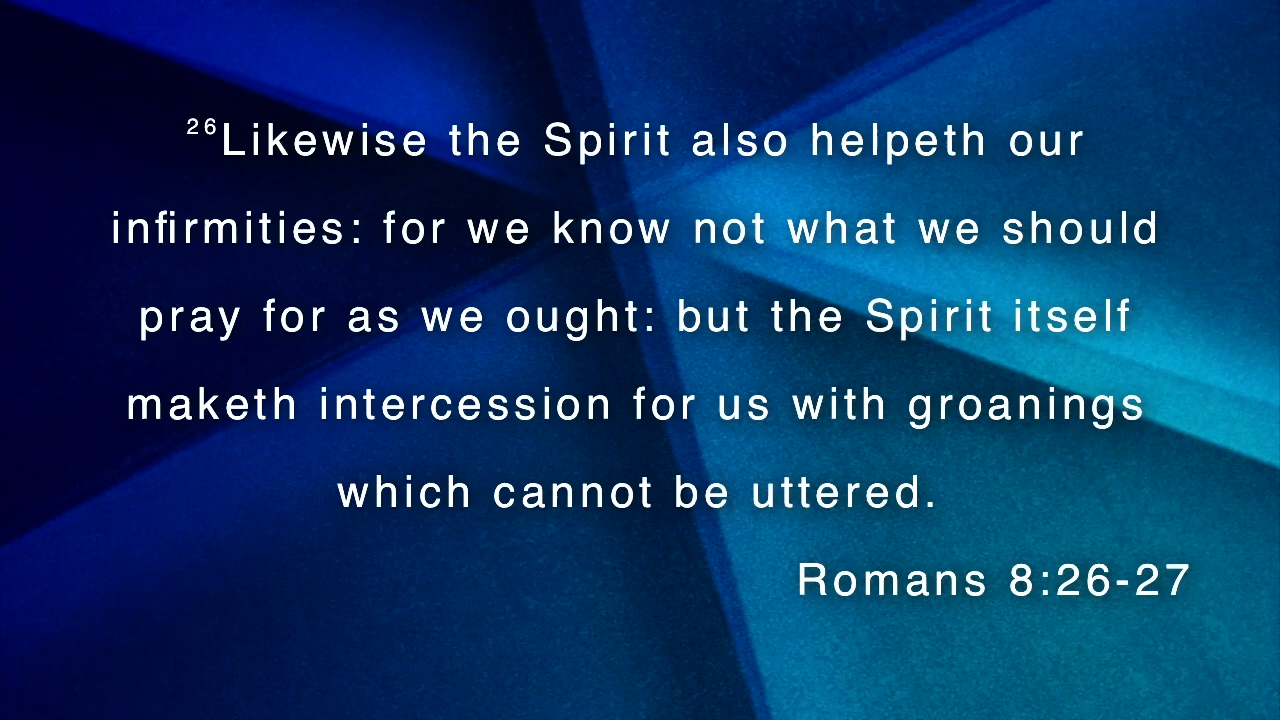 26Likewise the Spirit also helpeth our
infirmities: for we know not what we should
pray for as we ought: but the Spirit itself
maketh intercession for us with groanings
which cannot be uttered.
Romans 8:26-27